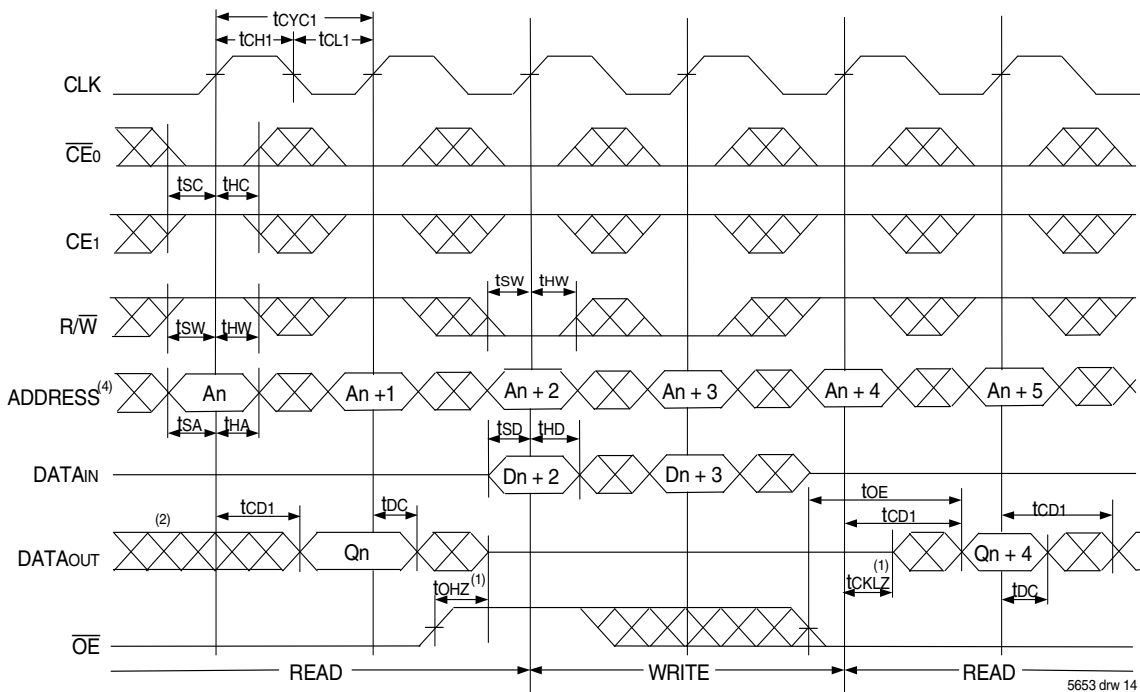 tCYC1
tCH1 tCL1
CLK
CE0
tSC tHC
CE1
tSW tHW
R/W
tSW tHW
ADDRESS(4) An An +1 An + 2 An + 3 An + 4 An + 5
tSA tHA
tSD tHD
DATAIN Dn + 2 Dn + 3
tOE
(2) tCD1 tDC tCD1 tCD1
DATAOUT Qn Qn + 4
tOHZ(1) tCKLZ(1) tDC
OE
READ WRITE READ
5653 drw 14